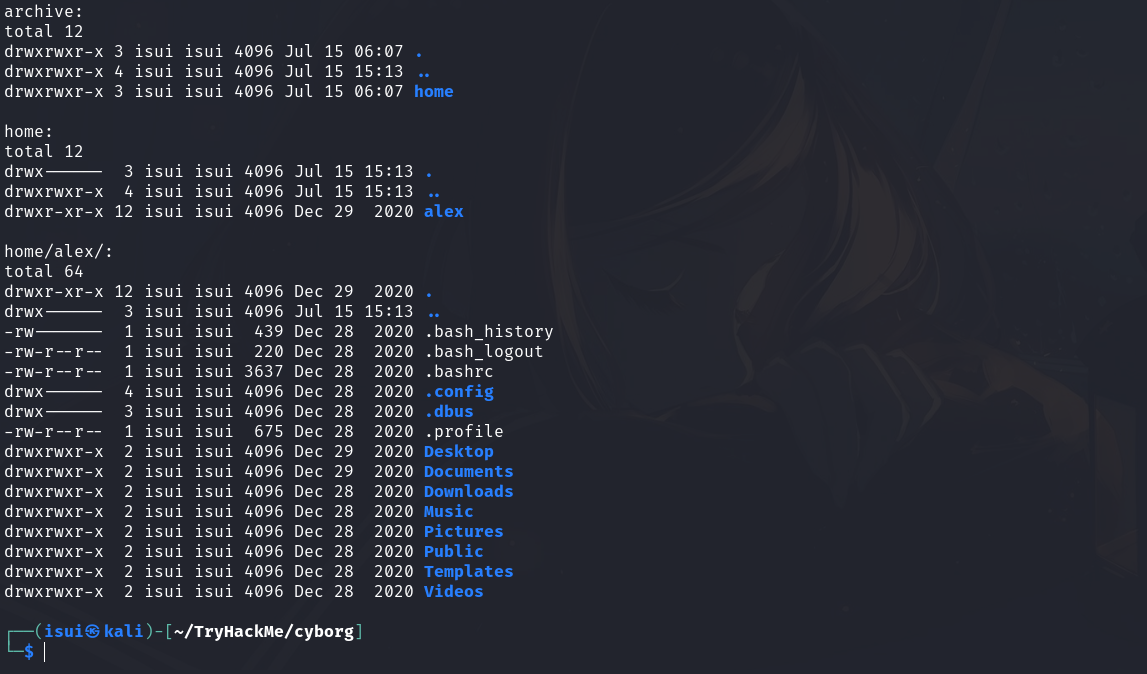 archive:
total 12
drwxrwxr-x 3 isui isui 4096 Jul 15 06:07 .
drwxrwxr-x 4 isui isui 4096 Jul 15 15:13 ..
drwxrwxr-x 3 isui isui 4096 Jul 15 06:07 home

home:
total 12
drwx------  3 isui isui 4096 Jul 15 15:13 .
drwxrwxr-x  4 isui isui 4096 Jul 15 15:13 ..
drwxr-xr-x 12 isui isui 4096 Dec 29  2020 alex

home/alex/:
total 64
drwxr-xr-x 12 isui isui 4096 Dec 29  2020 .
drwx------  3 isui isui 4096 Jul 15 15:13 ..
-rw-------  1 isui isui  439 Dec 28  2020 .bash_history
-rw-r--r--  1 isui isui  220 Dec 28  2020 .bash_logout
-rw-r--r--  1 isui isui 3637 Dec 28  2020 .bashrc
drwx------  4 isui isui 4096 Dec 28  2020 .config
drwx------  3 isui isui 4096 Dec 28  2020 .dbus
-rw-r--r--  1 isui isui  675 Dec 28  2020 .profile
drwxrwxr-x  2 isui isui 4096 Dec 29  2020 Desktop
drwxrwxr-x  2 isui isui 4096 Dec 29  2020 Documents
drwxrwxr-x  2 isui isui 4096 Dec 28  2020 Downloads
drwxrwxr-x  2 isui isui 4096 Dec 28  2020 Music
drwxrwxr-x  2 isui isui 4096 Dec 28  2020 Pictures
drwxrwxr-x  2 isui isui 4096 Dec 28  2020 Public
drwxrwxr-x  2 isui isui 4096 Dec 28  2020 Templates
drwxrwxr-x  2 isui isui 4096 Dec 28  2020 Videos

┌──(isui㉿kali)-[~/TryHackMe/cyborg]
└─$